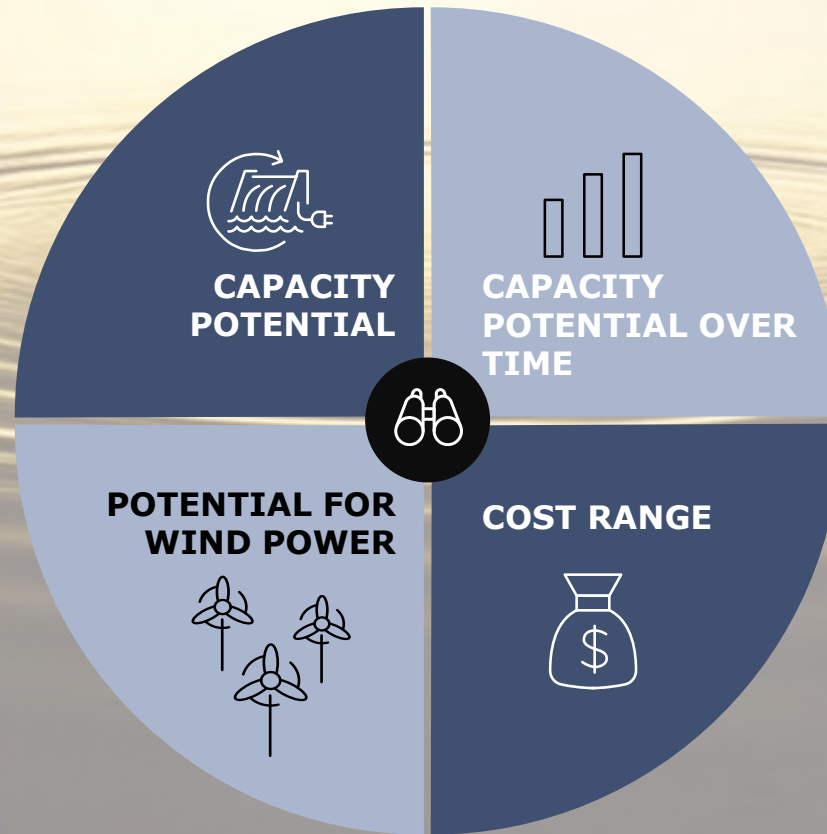 CAPACITY
POTENTIAL
CAPACITY
POTENTIAL OVER
TIME
POTENTIAL FOR
WIND POWER
COST RANGE
$